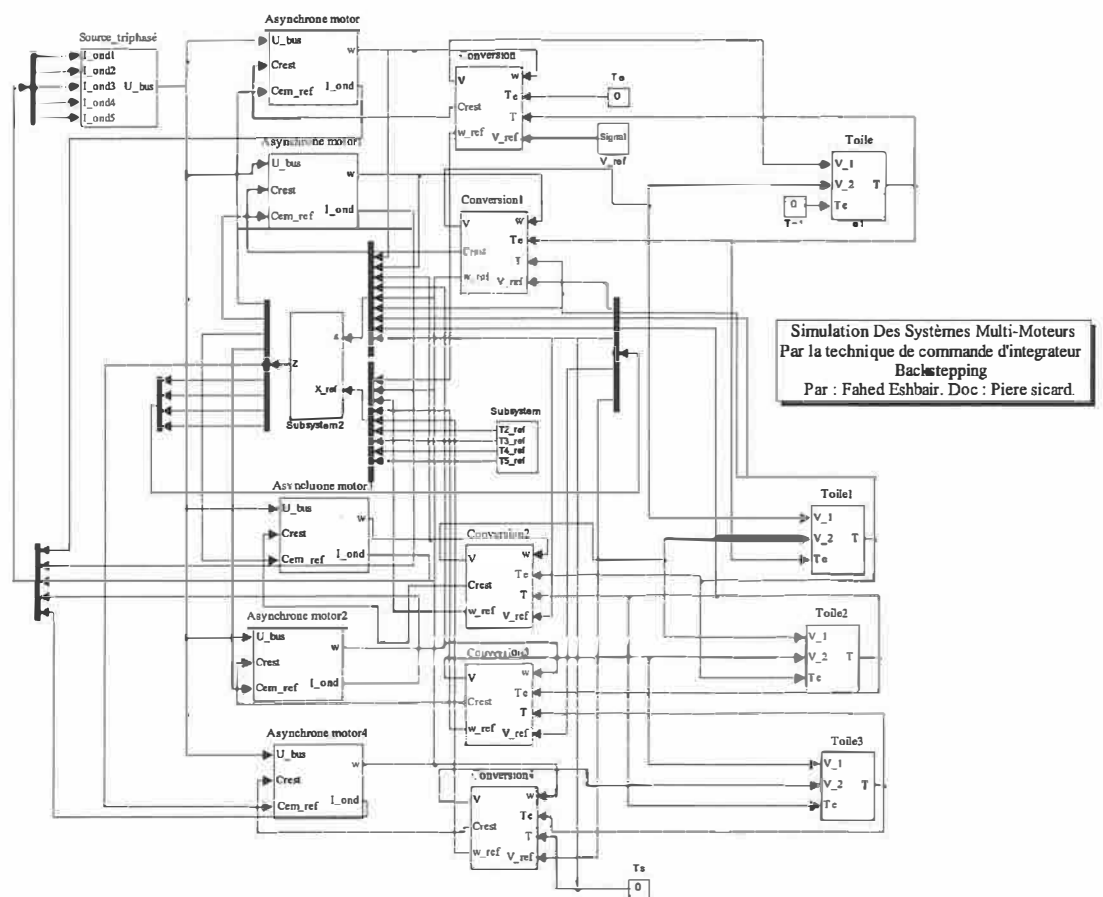 Asynchrone motor
Source_triphasé
I_ond1
I_ond2
I_ond3
I_ond4
I_ond5
U_bus
U_bus
Crest
Cem_ref
w
I_ond
V
Crest
w_ref
w
Te
T
V_ref
0
Signal
V_ref
Toile
V_1
V_2
Te
T
0
U_bus
Crest
Cem_ref
w
I_ond
Conversion1
V
Crest
w_ref
w
Te
T
V_ref
X_ref
Z
Subsystem2
Subsystem
T2_ref
T3_ref
T4_ref
T5_ref
Simulation Des Systèmes Multi-Moteurs
Par la technique de commande d'integrateur
Backstepping
Par : Fahed Eshbair. Doc : Piere sicard.
U_bus
Crest
Cem_ref
w
I_ond
Conversion2
V
Crest
w_ref
w
Te
T
V_ref
Toile1
V_1
V_2
Te
T
Asynchrone motor2
U_bus
Crest
Cem_ref
w
I_ond
V
Crest
w_ref
w
Te
T
V_ref
Toile2
V_1
V_2
Te
T
Asynchrone motor4
U_bus
Crest
Cem_ref
w
I_ond
V
Crest
w_ref
w
Te
T
V_ref
Toile3
V_1
V_2
Te
T
Ts
0